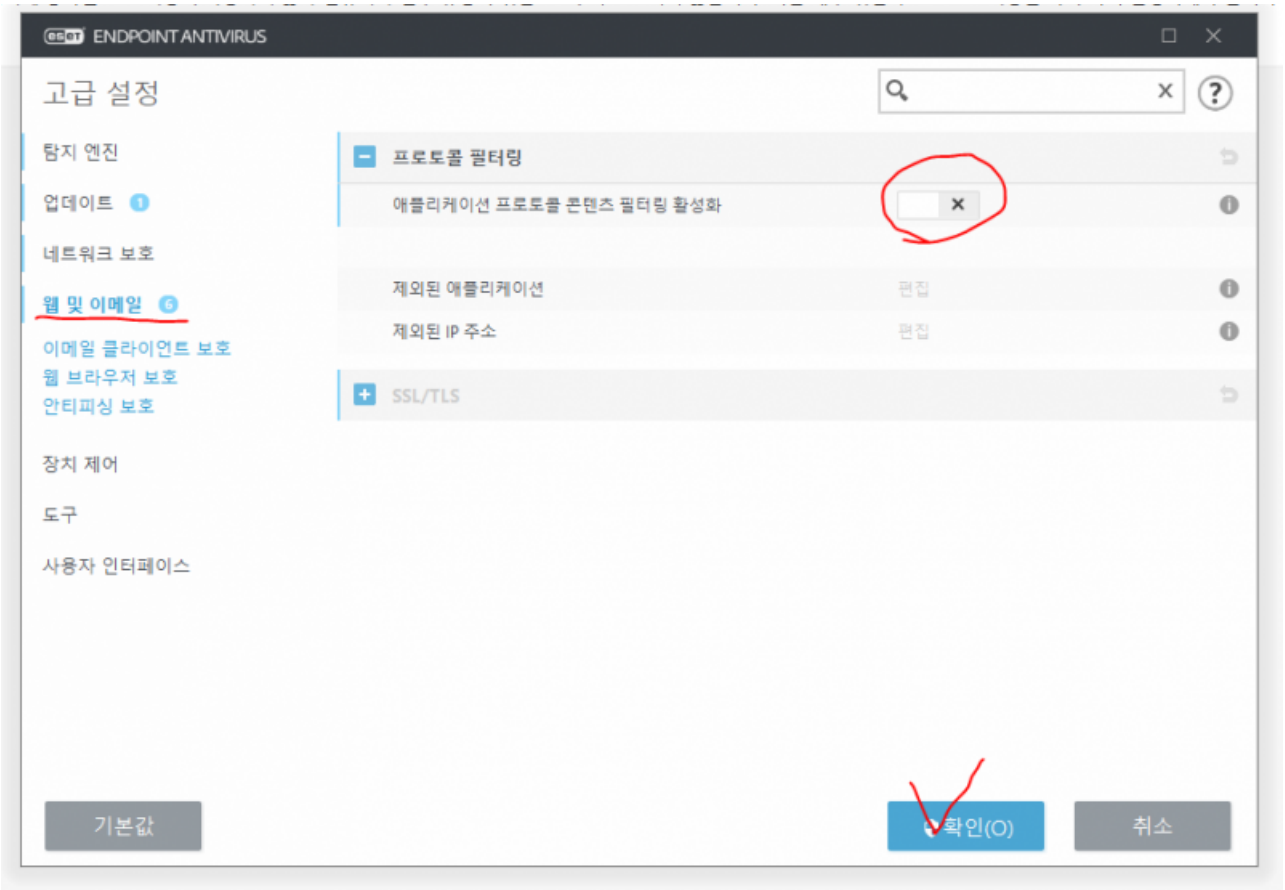 eset ENDPOINT ANTIVIRUS
고급 설정
탐지 엔진
업데이트 1
네트워크 보호
웹 및 이메일 6
이메일 클라이언트 보호
웹 브라우저 보호
안티피싱 보호
장치 제어
도구
사용자 인터페이스
프로토콜 필터링
애플리케이션 프로토콜 콘텐츠 필터링 활성화
제외된 애플리케이션 편집
제외된 IP 주소 편집
SSL/TLS
기본값
확인(O)
취소